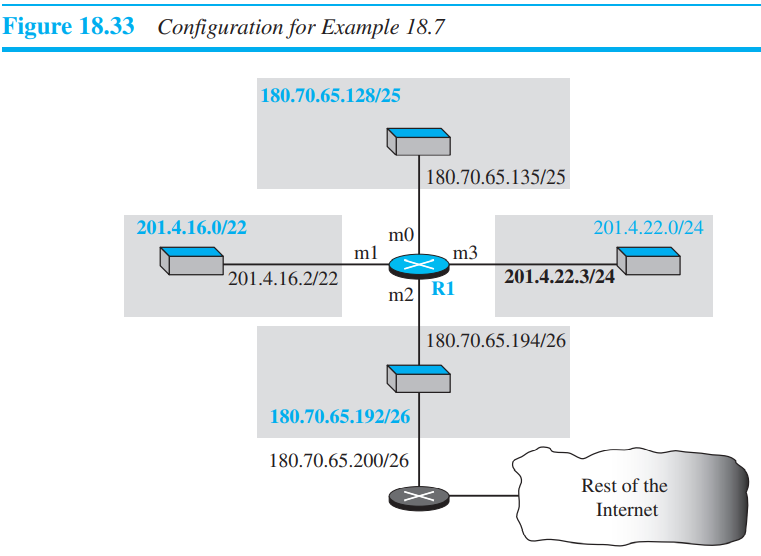 Figure 18.33 Configuration for Example 18.7
180.70.65.128/25
180.70.65.135/25
201.4.16.0/22
201.4.22.0/24
m0
m1
m3
201.4.16.2/22
201.4.22.3/24
m2
R1
180.70.65.194/26
180.70.65.192/26
180.70.65.200/26
Rest of the
Internet